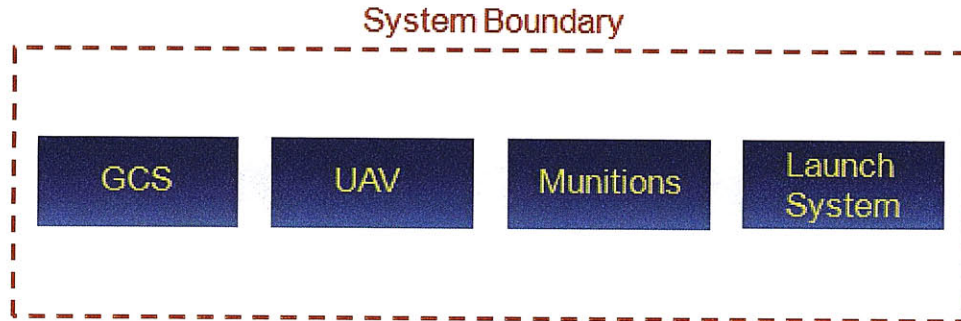 System Boundary
GCS
UAV
Munitions
Launch
System